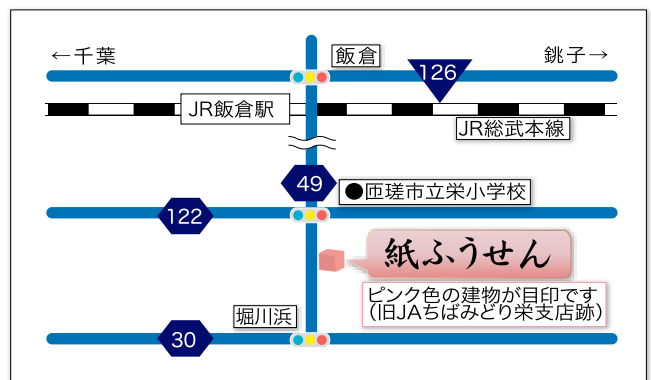 ←千葉
飯倉
126
銚子→
JR飯倉駅
JR総武本線
49
●匝瑳市立栄小学校
122
紙ふうせん
ピンク色の建物が目印です
（旧JAちばみどり栄支店跡）
堀川浜
30